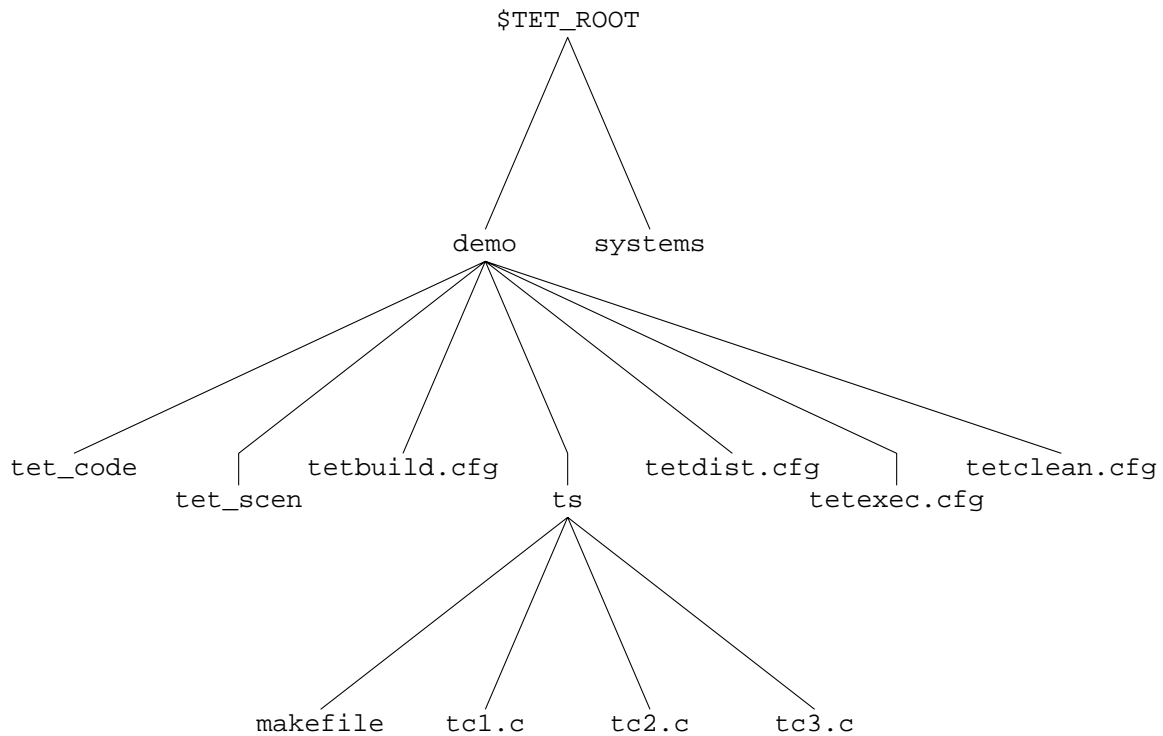 $TET_ROOT
demo systems
tet_code tetbuild.cfg tetdist.cfg tetclean.cfg
tet_scen ts tetexec.cfg
makefile tc1.c tc2.c tc3.c